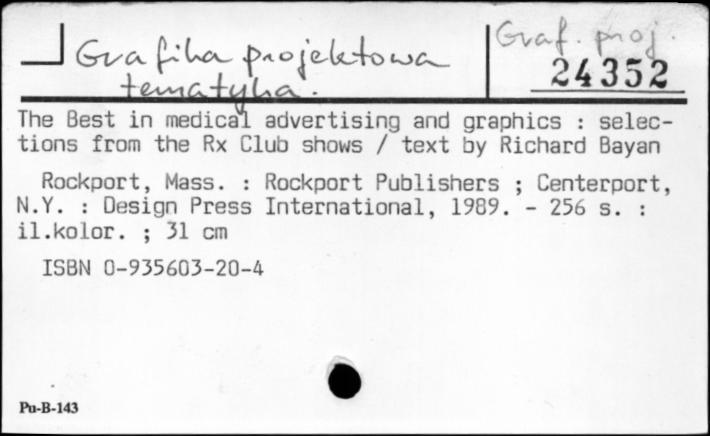 Grafika projektowa
tematyka.
Graf. proj.
24352
The Best in medical advertising and graphics : selec-
tions from the Rx Club shows / text by Richard Bayan
Rockport, Mass. : Rockport Publishers ; Centerport,
N.Y. : Design Press International, 1989. - 256 s. :
il.kolor. ; 31 cm
ISBN 0-935603-20-4
Pu-B-143